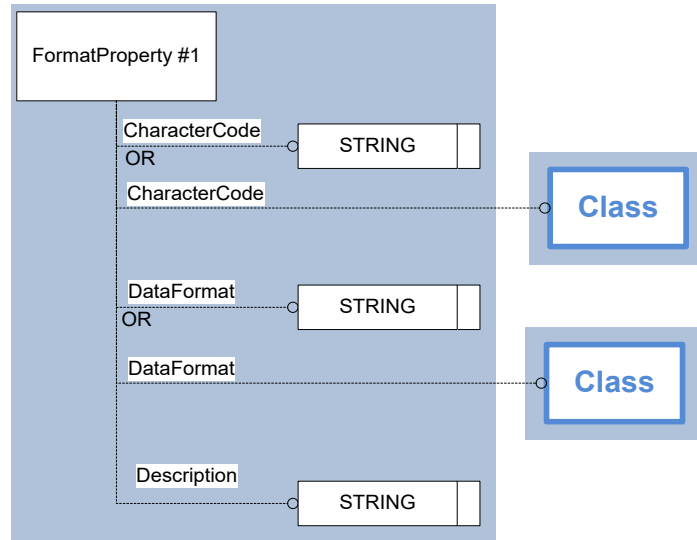 FormatProperty #1
CharacterCode
STRING
OR
CharacterCode
Class
DataFormat
STRING
OR
DataFormat
Class
Description
STRING